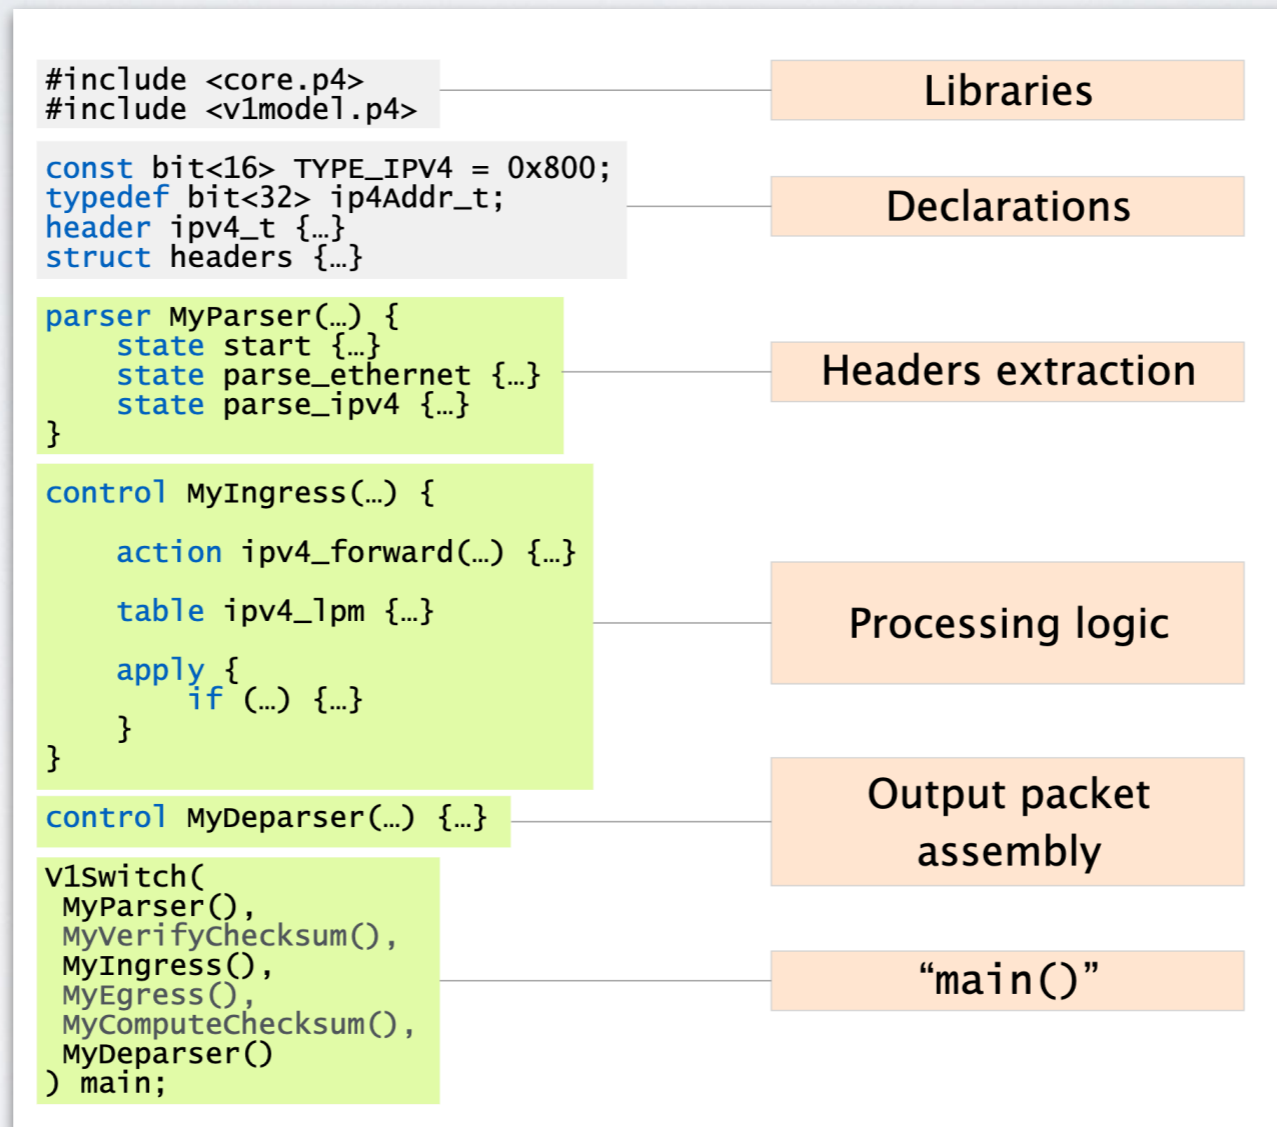 #include <core.p4>
#include <v1model.p4>
Libraries
const bit<16> TYPE_IPV4 = 0x800;
typedef bit<32> ip4Addr_t;
header ipv4_t {…}
struct headers {…}
Declarations
parser MyParser(…) {
state start {…}
state parse_ethernet {…}
state parse_ipv4 {…}
}
Headers extraction
control MyIngress(…) {
action ipv4_forward(…) {…}
table ipv4_lpm {…}
apply {
if (…) {…}
}
}
Processing logic
control MyDeparser(…) {…}
Output packet
assembly
V1Switch(
MyParser(),
MyVerifyChecksum(),
MyIngress(),
MyEgress(),
MyComputeChecksum(),
MyDeparser()
) main;
“main()”